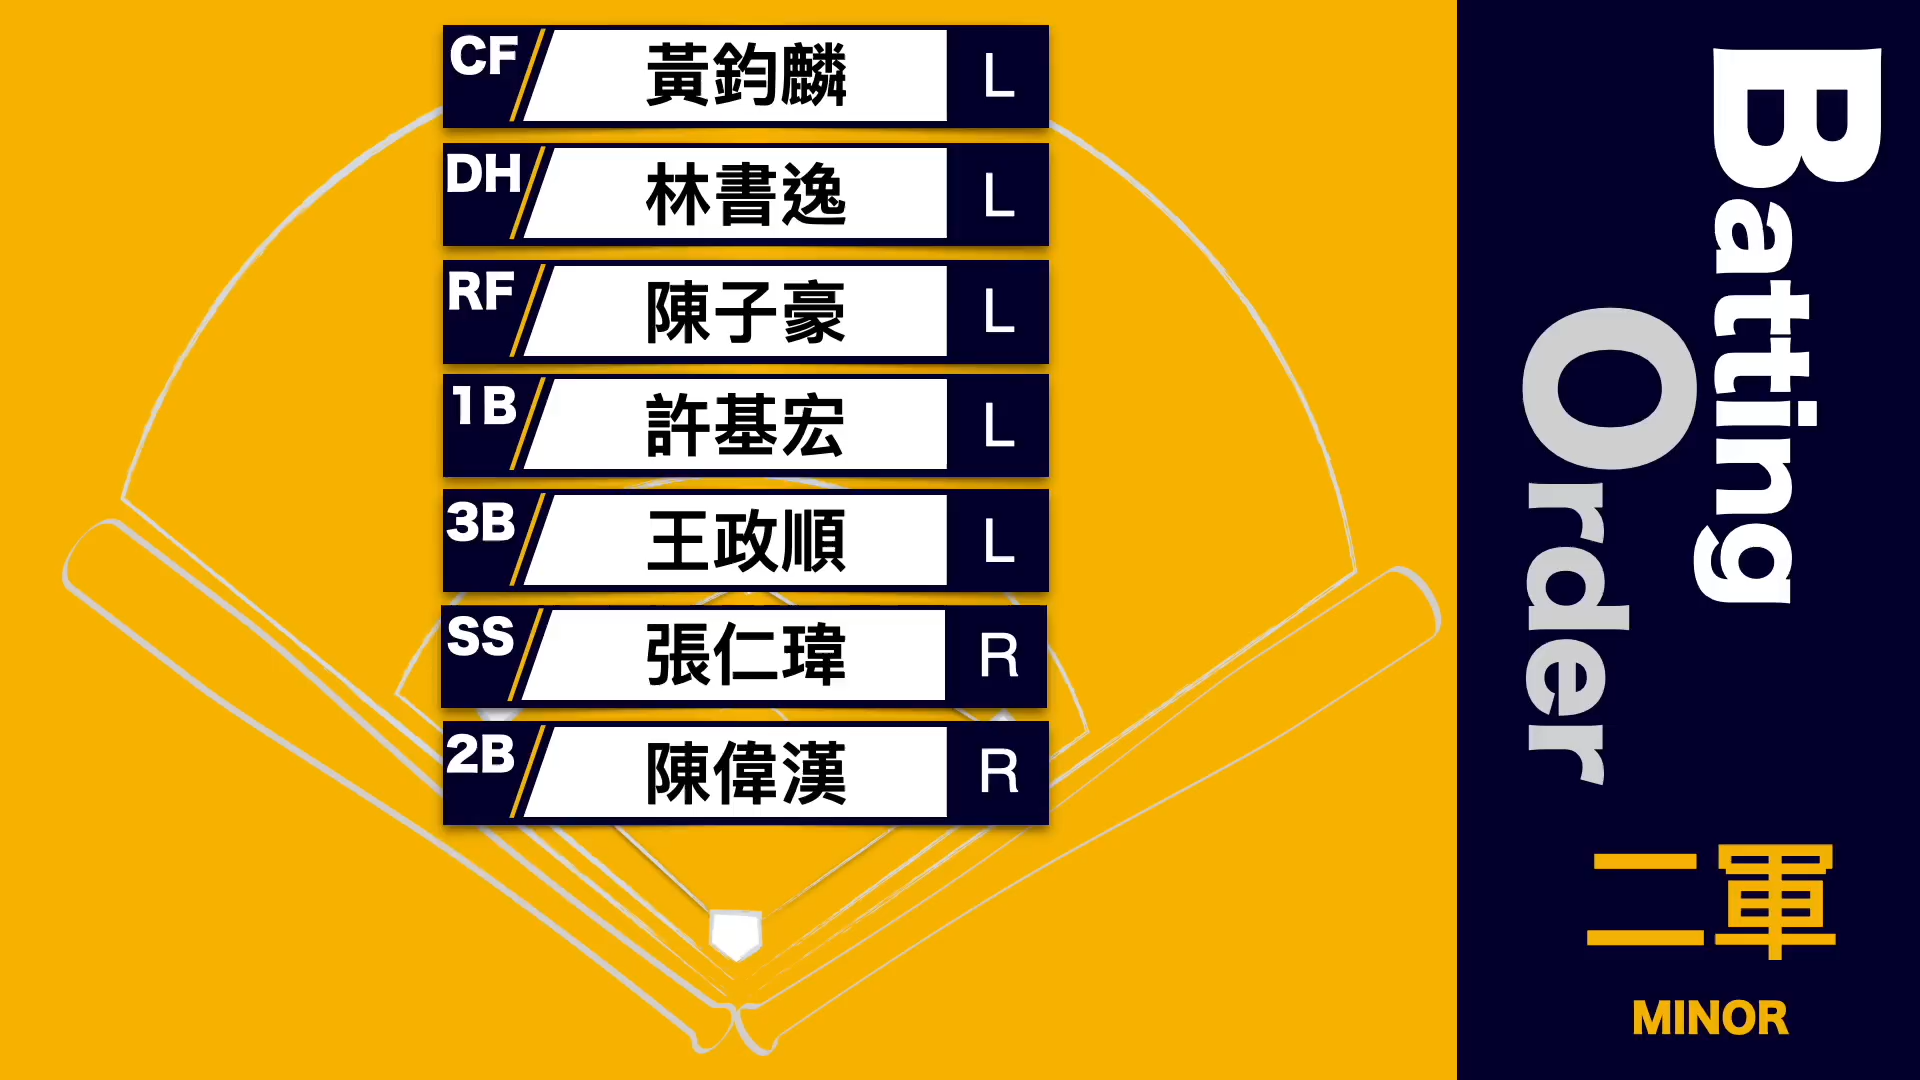 CF 黃鈞麟 L
DH 林書逸 L
RF 陳子豪 L
1B 許基宏 L
3B 王政順 L
SS 張仁瑋 R
2B 陳偉漢 R
Batting
Order
二軍
MINOR